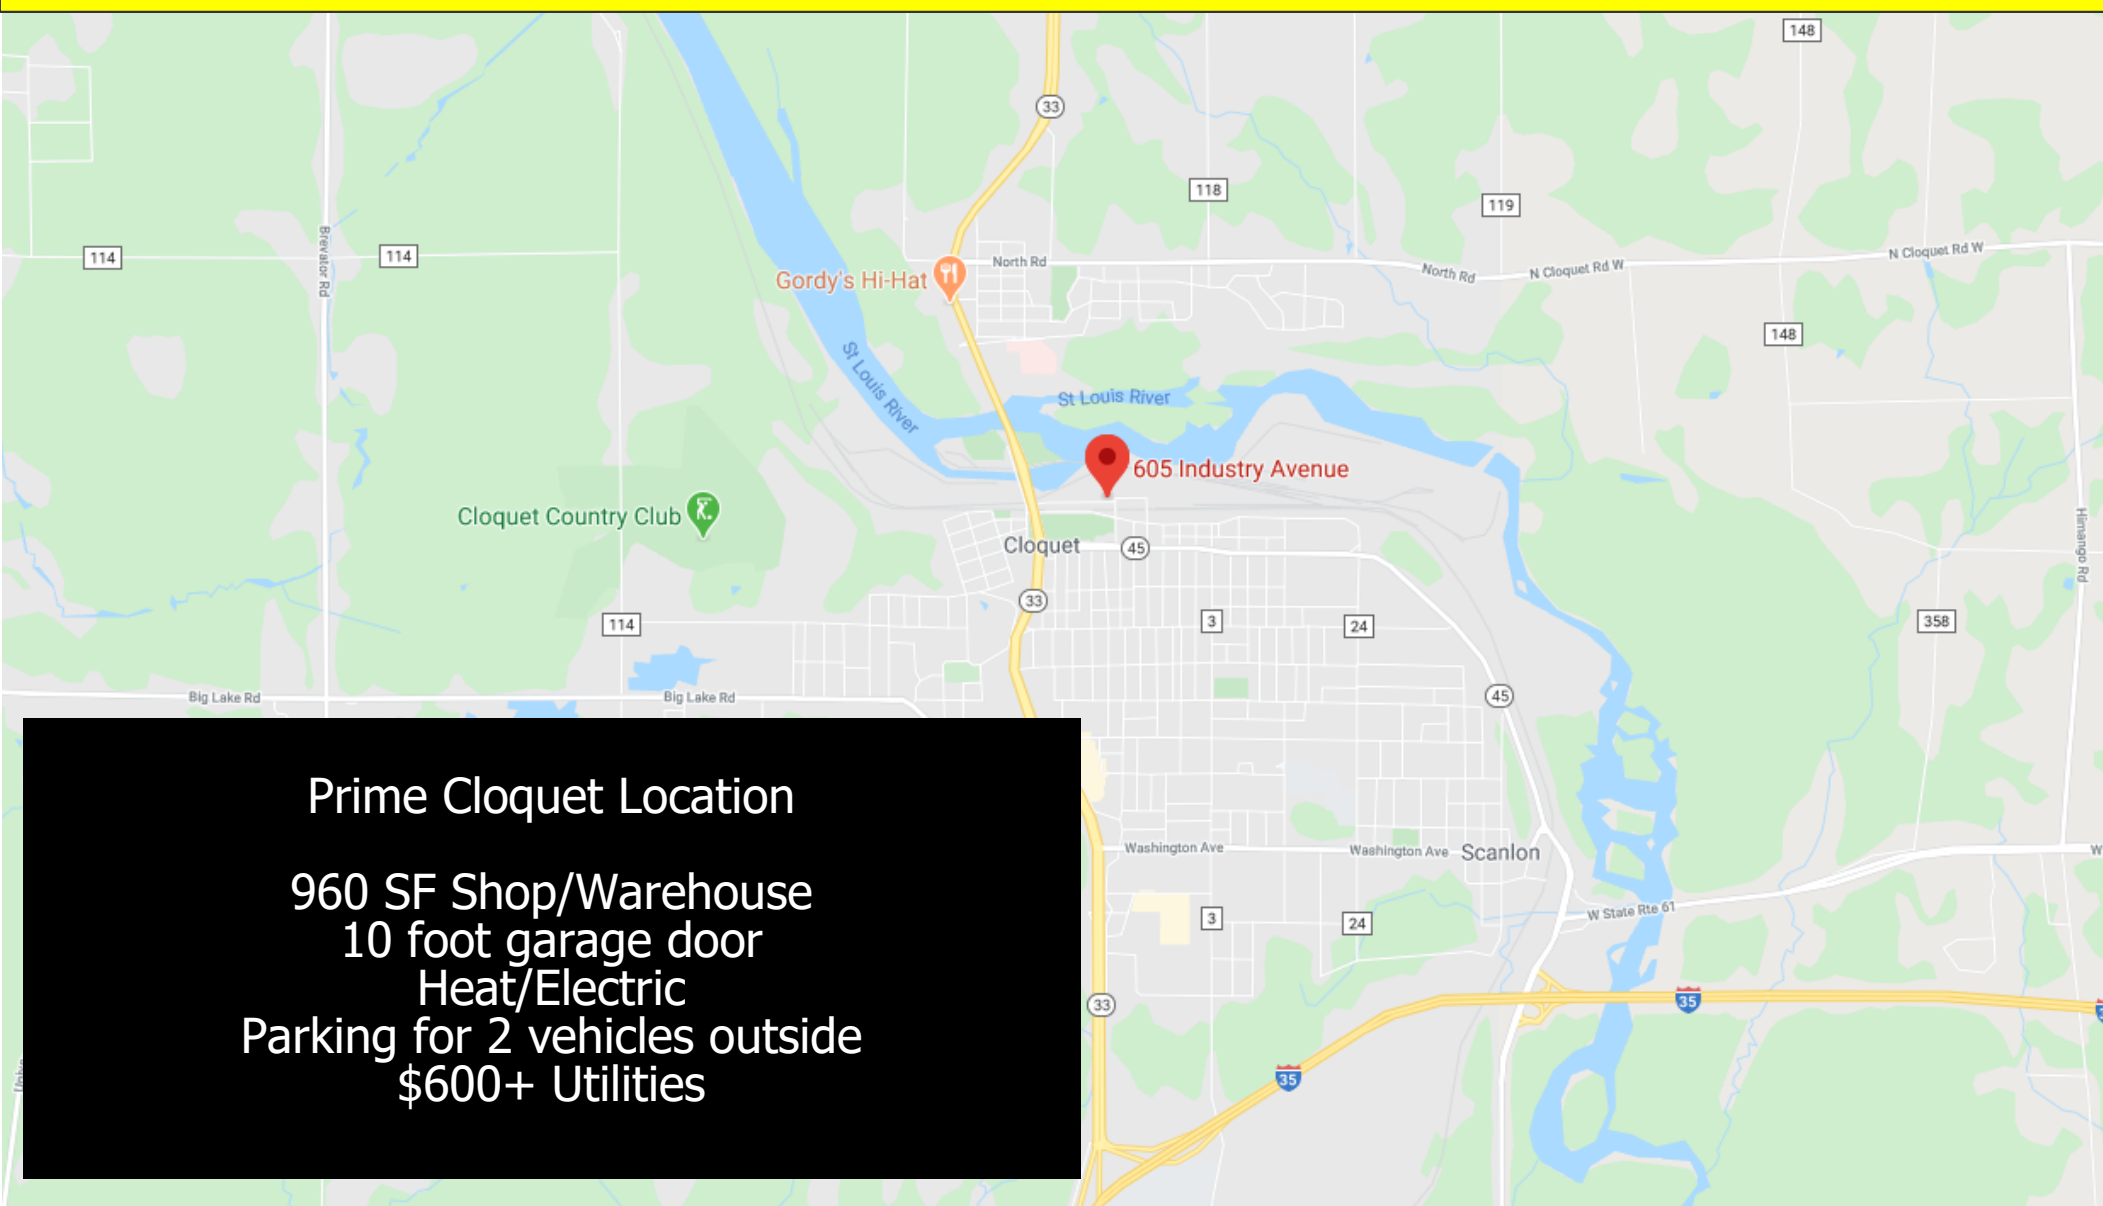 148
33
118
119
114
Brevator Rd
114
North Rd
North Rd
N Cloquet Rd W
N Cloquet Rd W
Gordy's Hi-Hat
148
St Louis River
St Louis River
605 Industry Avenue
Cloquet Country Club
Cloquet
45
Himango Rd
33
3
24
358
114
Big Lake Rd
Big Lake Rd
45
Prime Cloquet Location
960 SF Shop/Warehouse
10 foot garage door
Heat/Electric
Parking for 2 vehicles outside
$600+ Utilities
Washington Ave
Washington Ave
Scanlon
W
W State Rte 61
3
24
33
35
35